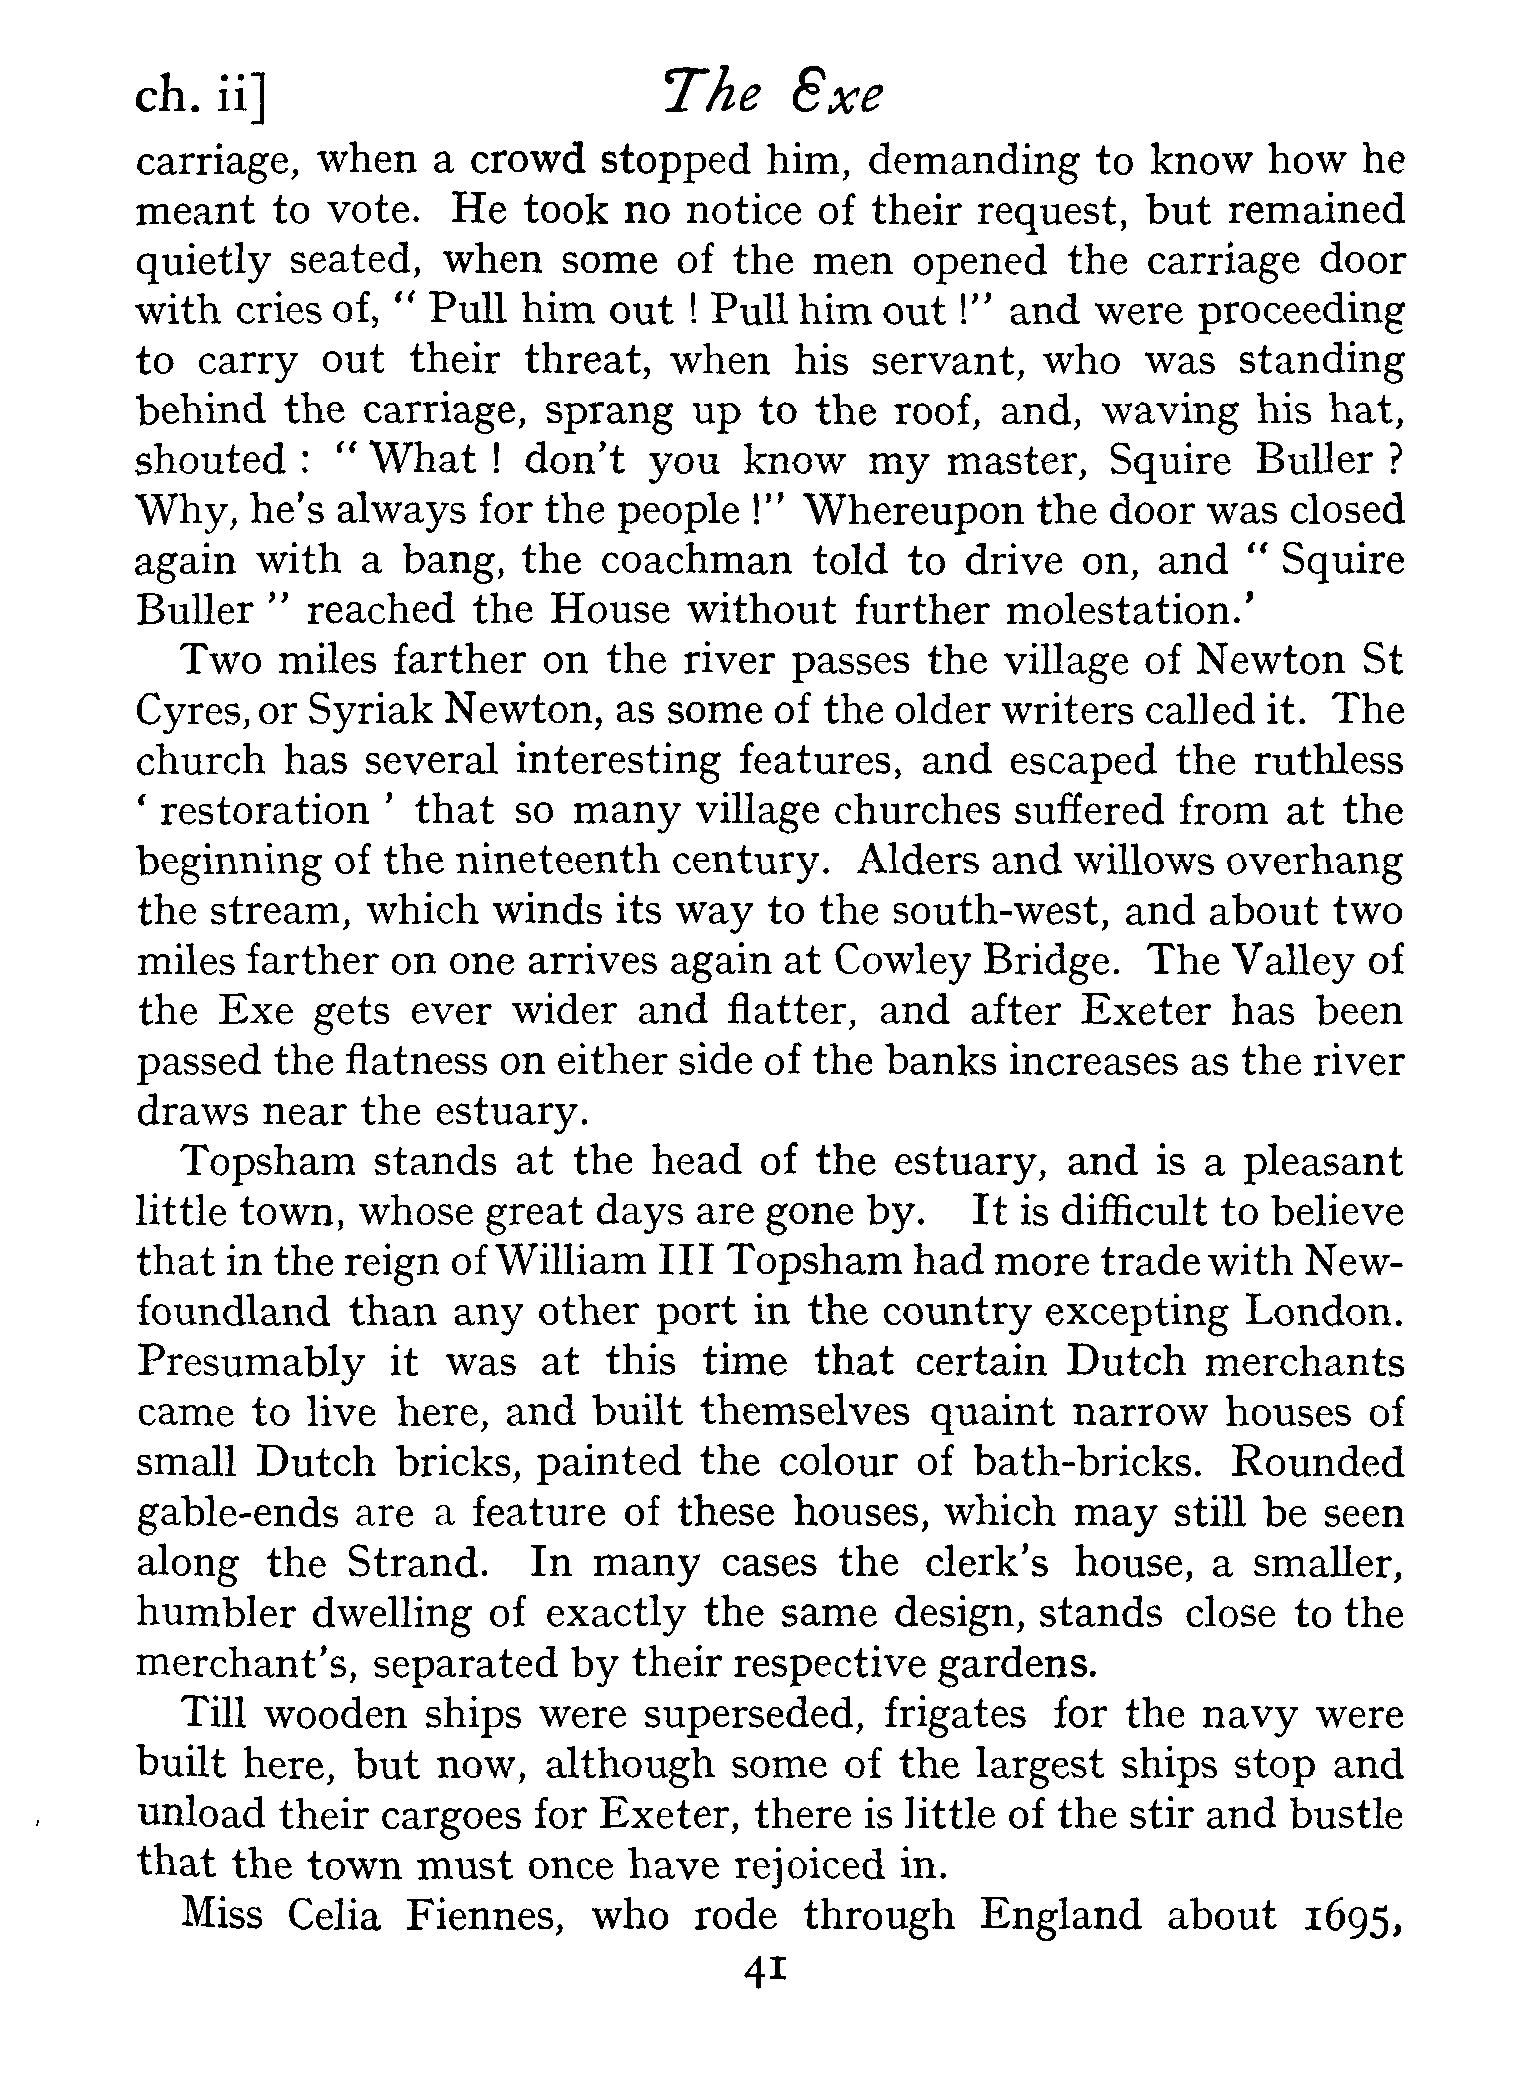 ch. ii] The Exe
carriage, when a crowd stopped him, demanding to know how he
meant to vote. He took no notice of their request, but remained
quietly seated, when some of the men opened the carriage door
with cries of, “ Pull him out ! Pull him out !” and were proceeding
to carry out their threat, when his servant, who was standing
behind the carriage, sprang up to the roof, and, waving his hat,
shouted : “ What ! don’t you know my master, Squire Buller ?
Why, he’s always for the people !” Whereupon the door was closed
again with a bang, the coachman told to drive on, and “ Squire
Buller ” reached the House without further molestation.’
Two miles farther on the river passes the village of Newton St
Cyres, or Syriak Newton, as some of the older writers called it. The
church has several interesting features, and escaped the ruthless
‘ restoration ’ that so many village churches suffered from at the
beginning of the nineteenth century. Alders and willows overhang
the stream, which winds its way to the south-west, and about two
miles farther on one arrives again at Cowley Bridge. The Valley of
the Exe gets ever wider and flatter, and after Exeter has been
passed the flatness on either side of the banks increases as the river
draws near the estuary.
Topsham stands at the head of the estuary, and is a pleasant
little town, whose great days are gone by. It is difficult to believe
that in the reign of William III Topsham had more trade with New-
foundland than any other port in the country excepting London.
Presumably it was at this time that certain Dutch merchants
came to live here, and built themselves quaint narrow houses of
small Dutch bricks, painted the colour of bath-bricks. Rounded
gable-ends are a feature of these houses, which may still be seen
along the Strand. In many cases the clerk’s house, a smaller,
humbler dwelling of exactly the same design, stands close to the
merchant’s, separated by their respective gardens.
Till wooden ships were superseded, frigates for the navy were
built here, but now, although some of the largest ships stop and
unload their cargoes for Exeter, there is little of the stir and bustle
that the town must once have rejoiced in.
Miss Celia Fiennes, who rode through England about 1695,
41